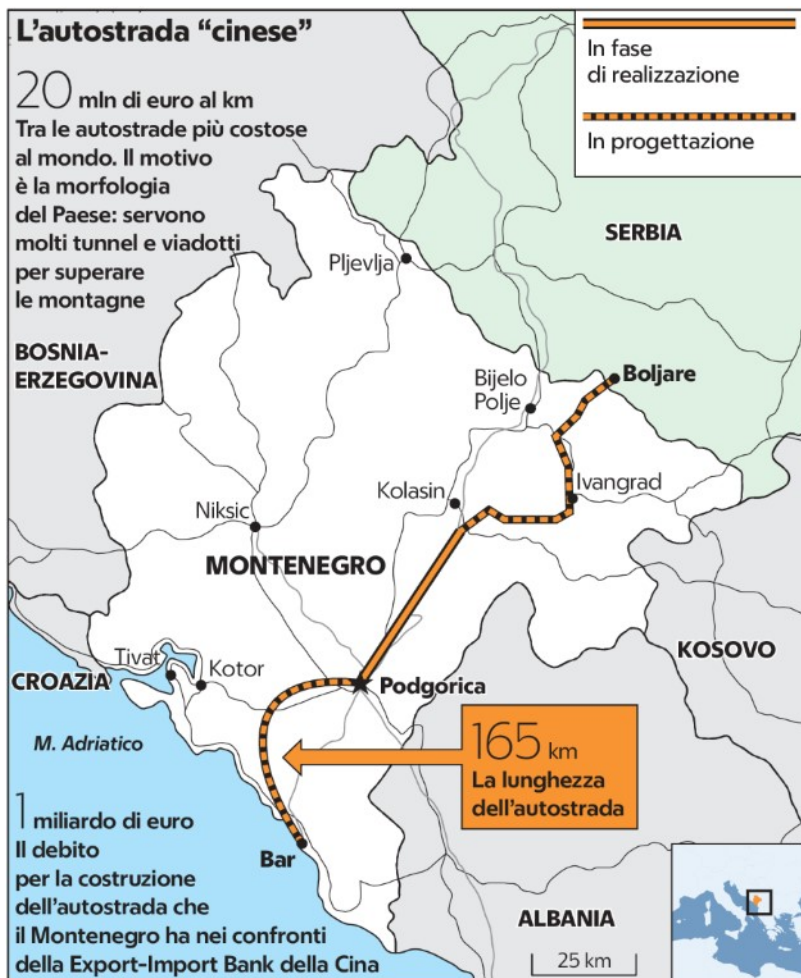 L'autostrada “cinese”
20 mln di euro al km
Tra le autostrade più costose
al mondo. Il motivo
è la morfologia
del Paese: servono
molti tunnel e viadotti
per superare
le montagne
In fase
di realizzazione
In progettazione
SERBIA
Pljevlja
BOSNIA-
ERZEGOVINA
Bijelo
Polje
Boljare
Kolasin
Ivangrad
Niksic
MONTENEGRO
KOSOVO
Tivat
Kotor
CROAZIA
Podgorica
M. Adriatico
165 km
La lunghezza
dell'autostrada
1 miliardo di euro
Il debito
per la costruzione
dell'autostrada che
il Montenegro ha nei confronti
della Export-Import Bank della Cina
Bar
ALBANIA
25 km